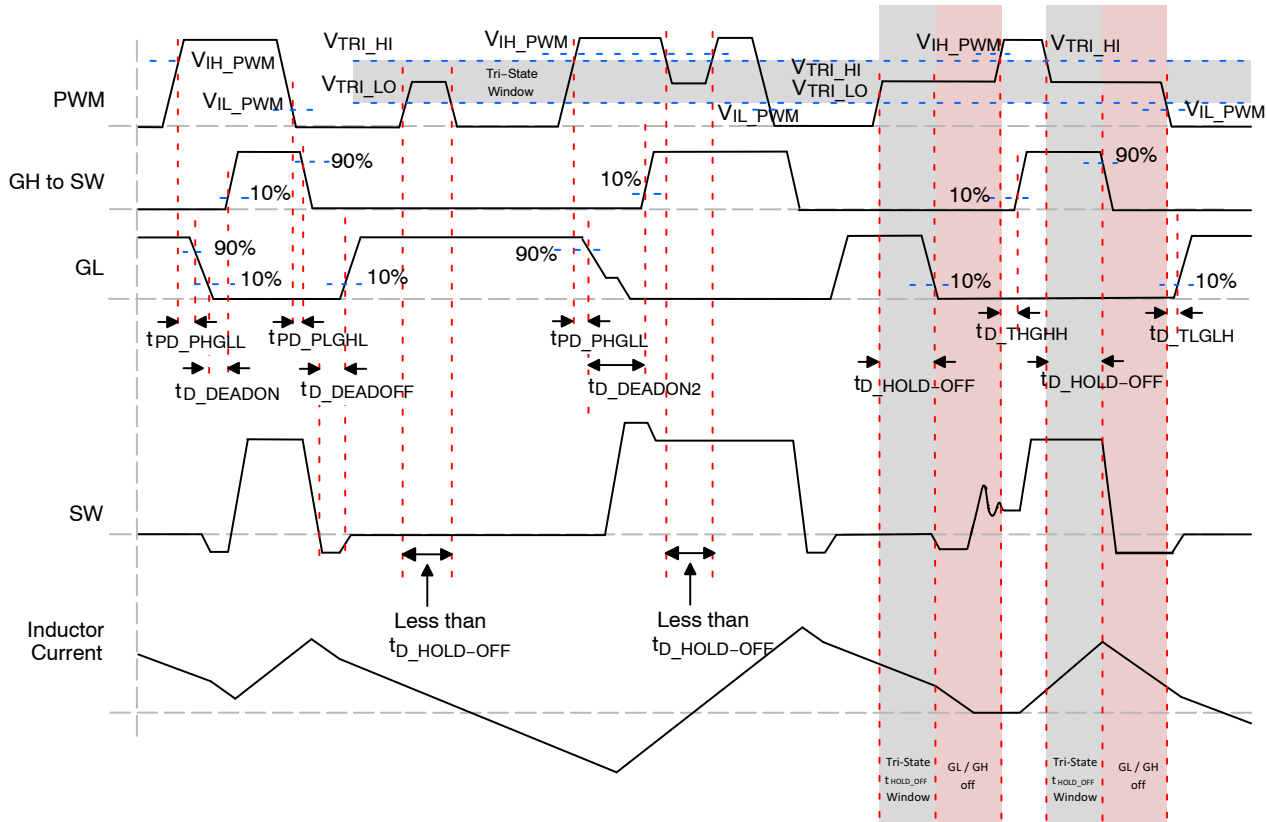 VIH_PWM
VTRI_HI
VIH_PWM
VIH_PWM
VTRI_HI
PWM
VIL_PWM
VTRI_LO
Tri-State
Window
VTRI_HI
VTRI_LO
VIL_PWM
VIL_PWM
GH to SW
10%
90%
10%
10%
90%
GL
90%
10%
10%
90%
10%
10%
tPD_PHGLL
tPD_PLGHL
tPD_PHGLL
tD_THGHH
tD_TLGLH
tD_DEADON
tD_DEADOFF
tD_DEADON2
tD_HOLD-OFF
tD_HOLD-OFF
SW
Less than
tD_HOLD-OFF
Less than
tD_HOLD-OFF
Inductor
Current
Tri-State
tHOLD_OFF
Window
GL / GH
off
Tri-State
tHOLD_OFF
Window
GL / GH
off